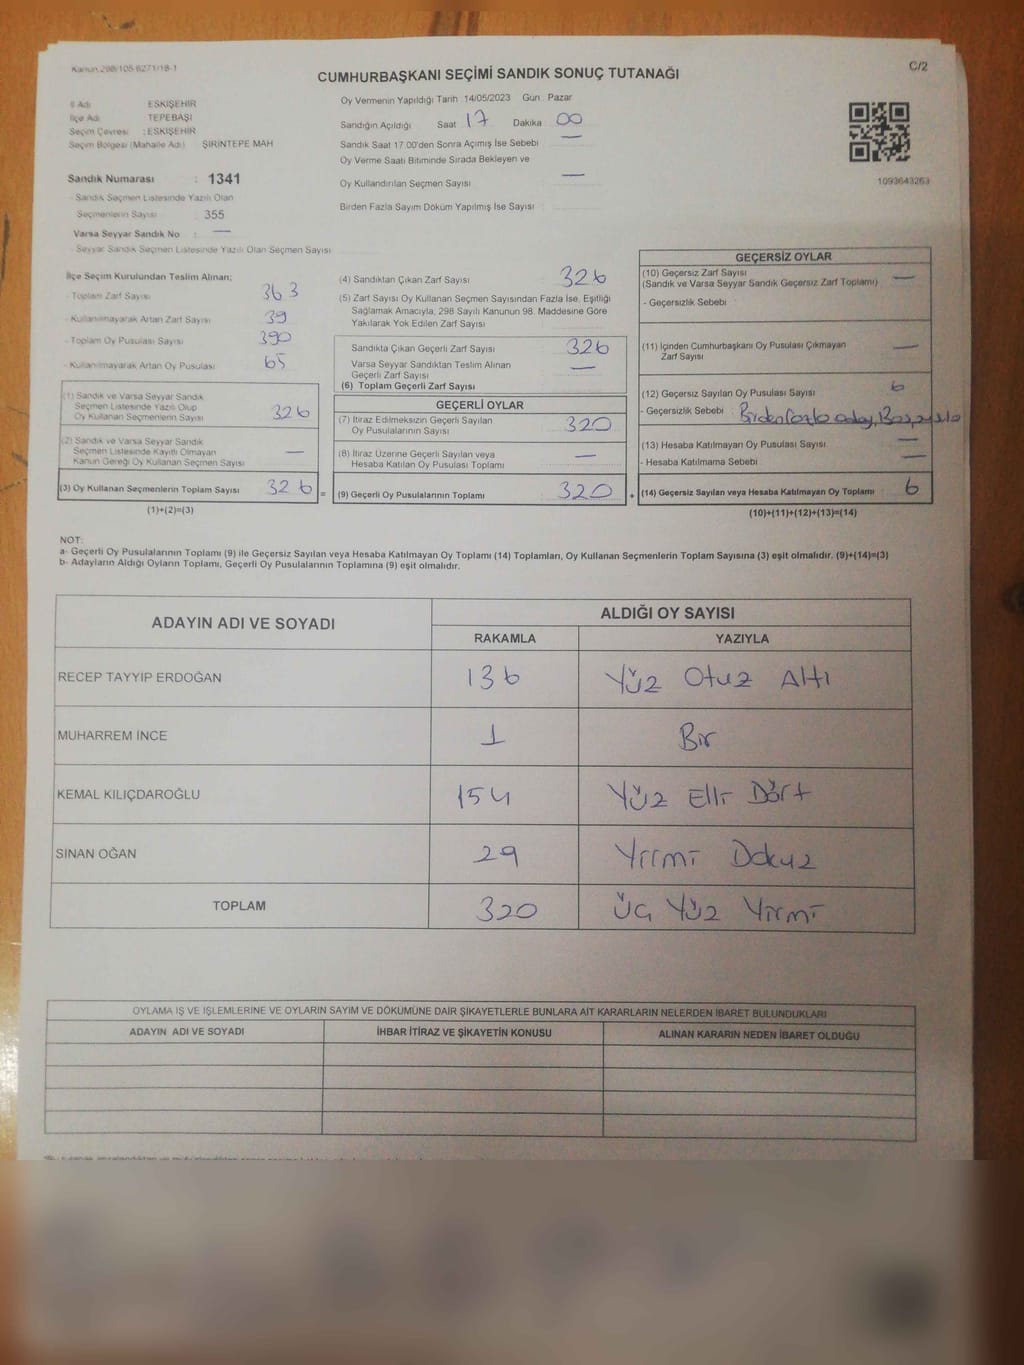 Kanun 298/105-6271/18-1
C/2
CUMHURBAŞKANI SEÇİMİ SANDIK SONUÇ TUTANAĞI
İl Adı ESKİŞEHİR
İlçe Adı TEPEBAŞI
Seçim Çevresi : ESKİŞEHİR
Seçim Bölgesi (Mahalle Adı) ŞİRİNTEPE MAH
Sandık Numarası : 1341
Sandık Seçmen Listesinde Yazılı Olan
Seçmenlerin Sayısı 355
Varsa Seyyar Sandık No : —
- Seyyar Sandık Seçmen Listesinde Yazılı Olan Seçmen Sayısı
Oy Vermenin Yapıldığı Tarih 14/05/2023 Gün : Pazar
Sandığın Açıldığı Saat 17 Dakika 00
Sandık Saat 17.00'den Sonra Açılmış İse Sebebi —
Oy Verme Saati Bitiminde Sırada Bekleyen ve
Oy Kullandırılan Seçmen Sayısı —
Birden Fazla Sayım Döküm Yapılmış İse Sayısı
1093643263
İlçe Seçim Kurulundan Teslim Alınan;
- Toplam Zarf Sayısı 363
- Kullanılmayarak Artan Zarf Sayısı 39
- Toplam Oy Pusulası Sayısı 390
- Kullanılmayarak Artan Oy Pusulası 65
(1) Sandık ve Varsa Seyyar Sandık
Seçmen Listesinde Yazılı Olup
Oy Kullanan Seçmenlerin Sayısı 326
(2) Sandık ve Varsa Seyyar Sandık
Seçmen Listesinde Kayıtlı Olmayan
Kanun Gereği Oy Kullanan Seçmen Sayısı —
(3) Oy Kullanan Seçmenlerin Toplam Sayısı 326 =
(1)+(2)=(3)
(4) Sandıktan Çıkan Zarf Sayısı 326
(5) Zarf Sayısı Oy Kullanan Seçmen Sayısından Fazla İse, Eşitliği
Sağlamak Amacıyla, 298 Sayılı Kanunun 98. Maddesine Göre
Yakılarak Yok Edilen Zarf Sayısı
Sandıkta Çıkan Geçerli Zarf Sayısı 326
Varsa Seyyar Sandıktan Teslim Alınan
Geçerli Zarf Sayısı —
(6) Toplam Geçerli Zarf Sayısı
GEÇERLİ OYLAR
(7) İtiraz Edilmeksizin Geçerli Sayılan
Oy Pusulalarının Sayısı 320
(8) İtiraz Üzerine Geçerli Sayılan veya
Hesaba Katılan Oy Pusulası Toplamı —
(9) Geçerli Oy Pusulalarının Toplamı 320 +
GEÇERSİZ OYLAR
(10) Geçersiz Zarf Sayısı
(Sandık ve Varsa Seyyar Sandık Geçersiz Zarf Toplamı) —
- Geçersizlik Sebebi
(11) İçinden Cumhurbaşkanı Oy Pusulası Çıkmayan
Zarf Sayısı —
(12) Geçersiz Sayılan Oy Pusulası Sayısı 6
- Geçersizlik Sebebi : Birden fazla aday, Boş pusula
(13) Hesaba Katılmayan Oy Pusulası Sayısı —
- Hesaba Katılmama Sebebi —
(14) Geçersiz Sayılan veya Hesaba Katılmayan Oy Toplamı 6
(10)+(11)+(12)+(13)=(14)
NOT:
a- Geçerli Oy Pusulalarının Toplamı (9) ile Geçersiz Sayılan veya Hesaba Katılmayan Oy Toplamı (14) Toplamları, Oy Kullanan Seçmenlerin Toplam Sayısına (3) eşit olmalıdır. (9)+(14)=(3)
b- Adayların Aldığı Oyların Toplamı, Geçerli Oy Pusulalarının Toplamına (9) eşit olmalıdır.
ADAYIN ADI VE SOYADI
ALDIĞI OY SAYISI
RAKAMLA YAZIYLA
RECEP TAYYIP ERDOĞAN 136 Yüz Otuz Altı
MUHARREM İNCE 1 Bir
KEMAL KILIÇDAROĞLU 154 Yüz Elli Dört
SİNAN OĞAN 29 Yirmi Dokuz
TOPLAM 320 Üç Yüz Yirmi
OYLAMA İŞ VE İŞLEMLERİNE VE OYLARIN SAYIM VE DÖKÜMÜNE DAİR ŞİKAYETLERLE BUNLARA AİT KARARLARIN NELERDEN İBARET BULUNDUKLARI
ADAYIN ADI VE SOYADI İHBAR İTİRAZ VE ŞİKAYETİN KONUSU ALINAN KARARIN NEDEN İBARET OLDUĞU